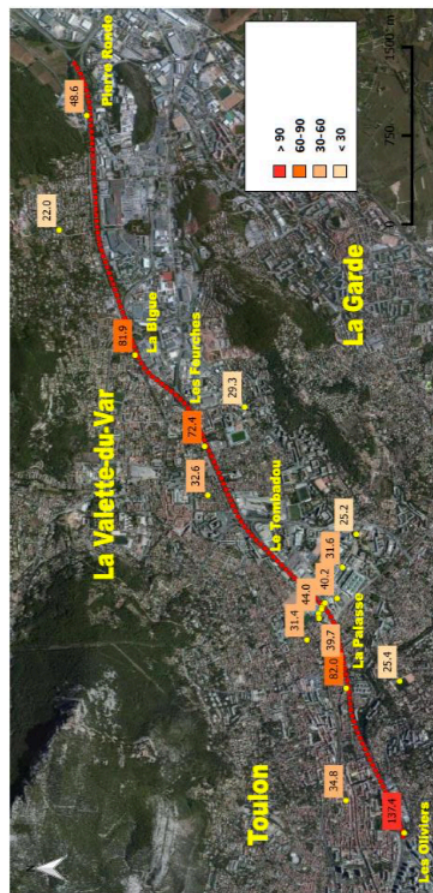 22.0
48.6
Pierre Ronde
La Valette-du-Var
81.9
La Bigue
72.4
Les Fourches
32.6
29.3
Toulon
Le Tombadou
31.4
44.0
40.2
31.6
25.2
39.7
La Palasse
82.0
34.8
25.4
137.4
Les Oliviers
La Garde
> 90
60-90
30-60
< 30
0 750 1500 m